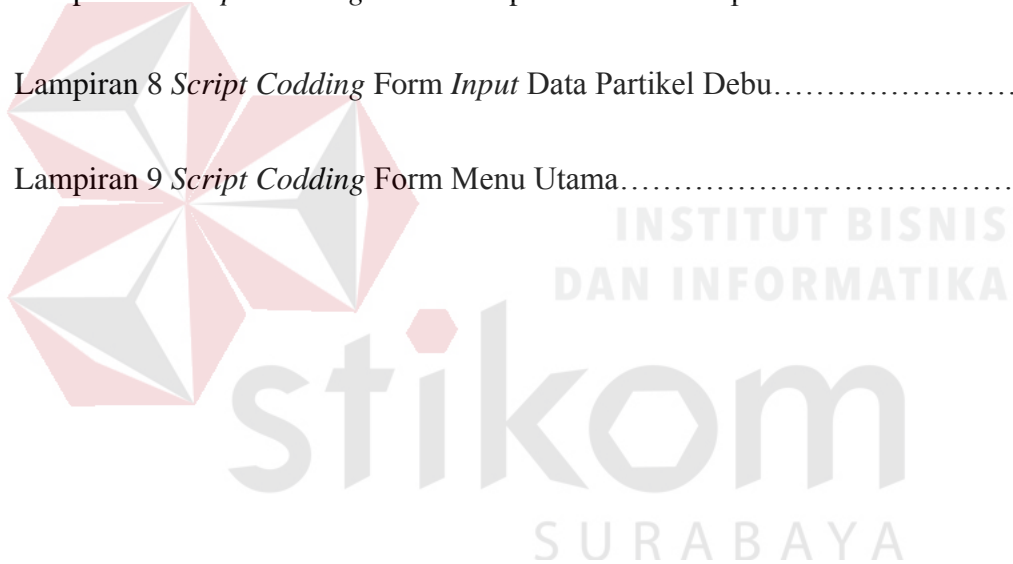 Lampiran 8 Script Codding Form Input Data Partikel Debu…………………….
Lampiran 9 Script Codding Form Menu Utama……………………………….
INSTITUT BISNIS
DAN INFORMATIKA
stikom
SURABAYA